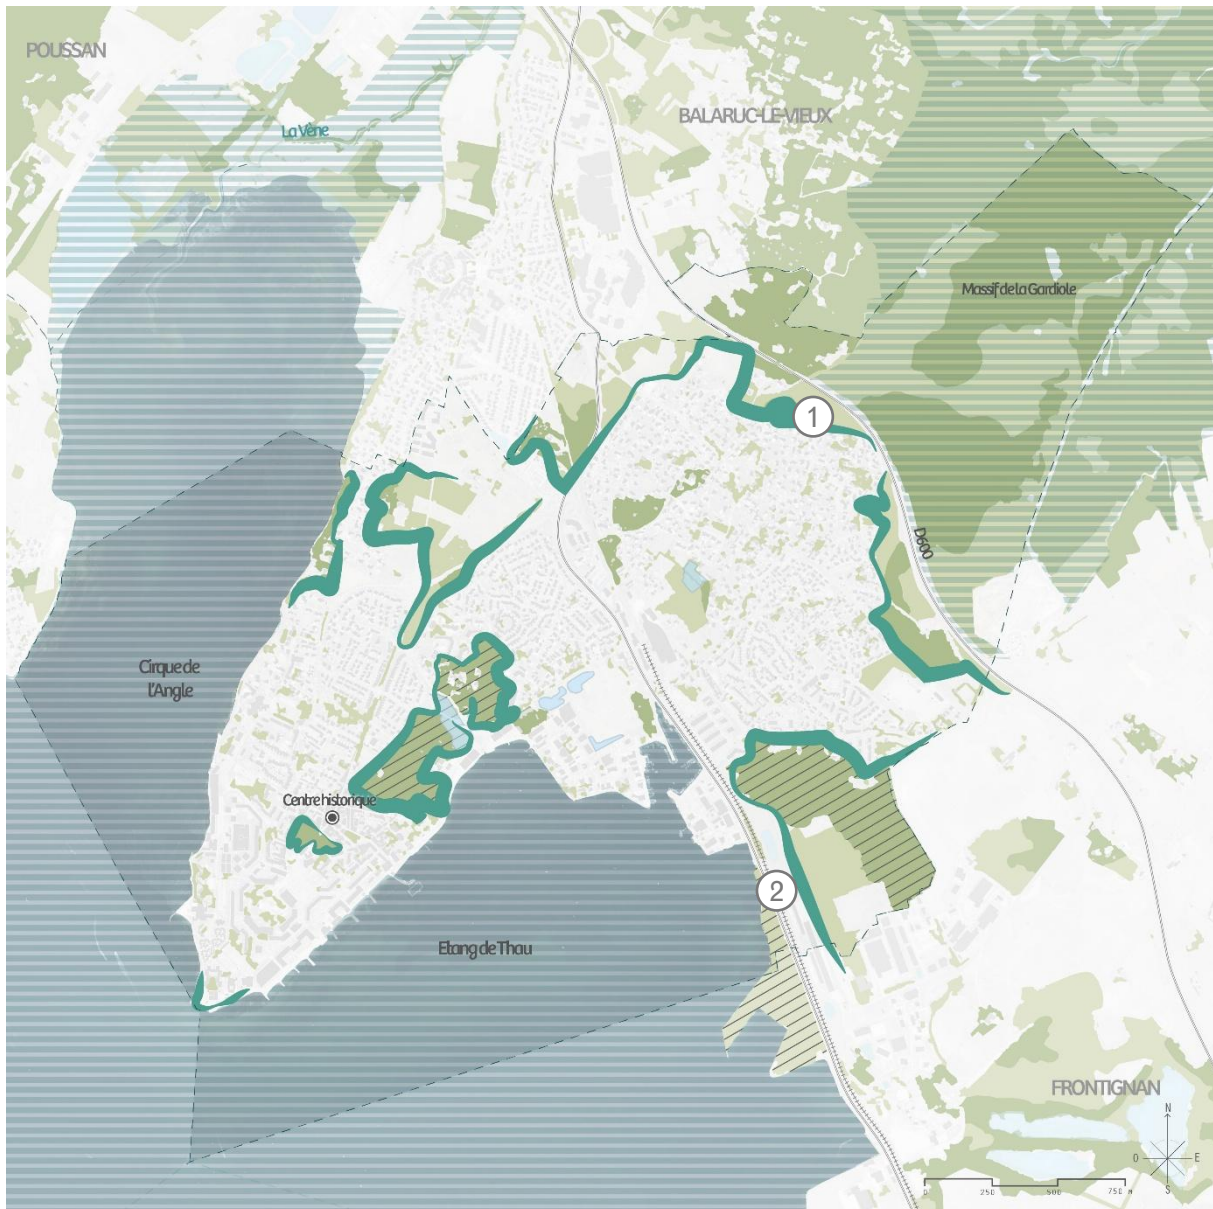 POUSSAN
BALARUC-LE-VIEUX
La Vène
Massif de la Gardiole
1
D600
Cirque de
l'Angle
Centre historique
2
Etang de Thau
FRONTIGNAN
N
O
E
S
0 250 500 750 M